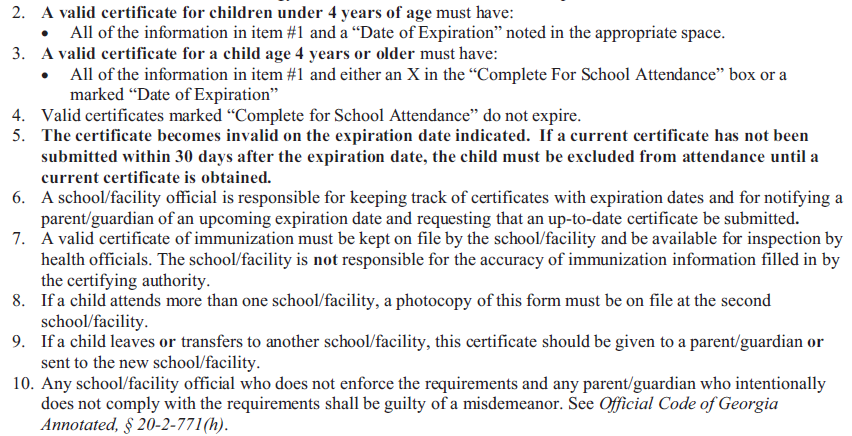 2. A valid certificate for children under 4 years of age must have:
• All of the information in item #1 and a “Date of Expiration” noted in the appropriate space.
3. A valid certificate for a child age 4 years or older must have:
• All of the information in item #1 and either an X in the “Complete For School Attendance” box or a
marked “Date of Expiration”
4. Valid certificates marked “Complete for School Attendance” do not expire.
5. The certificate becomes invalid on the expiration date indicated. If a current certificate has not been
submitted within 30 days after the expiration date, the child must be excluded from attendance until a
current certificate is obtained.
6. A school/facility official is responsible for keeping track of certificates with expiration dates and for notifying a
parent/guardian of an upcoming expiration date and requesting that an up-to-date certificate be submitted.
7. A valid certificate of immunization must be kept on file by the school/facility and be available for inspection by
health officials. The school/facility is not responsible for the accuracy of immunization information filled in by
the certifying authority.
8. If a child attends more than one school/facility, a photocopy of this form must be on file at the second
school/facility.
9. If a child leaves or transfers to another school/facility, this certificate should be given to a parent/guardian or
sent to the new school/facility.
10. Any school/facility official who does not enforce the requirements and any parent/guardian who intentionally
does not comply with the requirements shall be guilty of a misdemeanor. See Official Code of Georgia
Annotated, § 20-2-771(h).